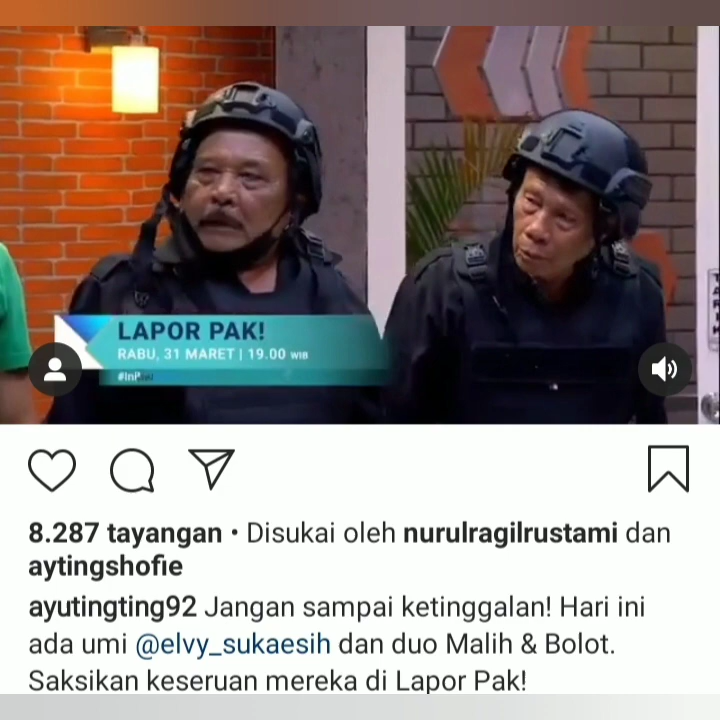 LAPOR PAK!
RABU, 31 MARET | 19.00 WIB
8.287 tayangan • Disukai oleh nurulragilrustami dan
aytingshofie
ayutingting92 Jangan sampai ketinggalan! Hari ini
ada umi @elvy_sukaesih dan duo Malih & Bolot.
Saksikan keseruan mereka di Lapor Pak!